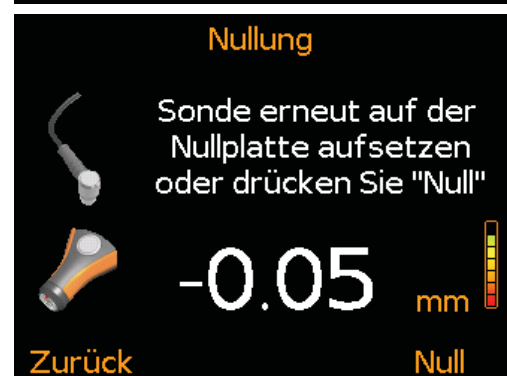 Nullung
Sonde erneut auf der
Nullplatte aufsetzen
oder drücken Sie "Null"
-0.05 mm
Zurück Null